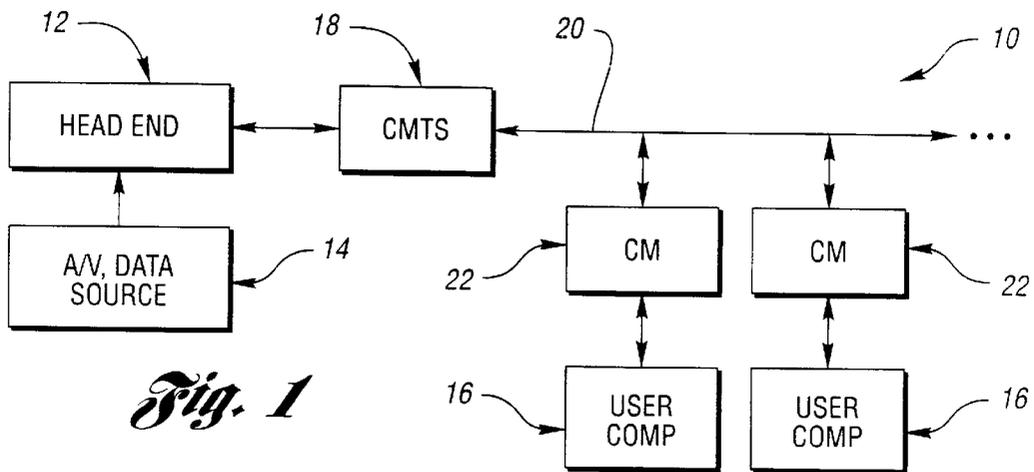 12
18
20
10
HEAD END
CMTS
...
A/V, DATA
SOURCE
14
22
CM
CM
22
Fig. 1
16
USER
COMP
USER
COMP
16